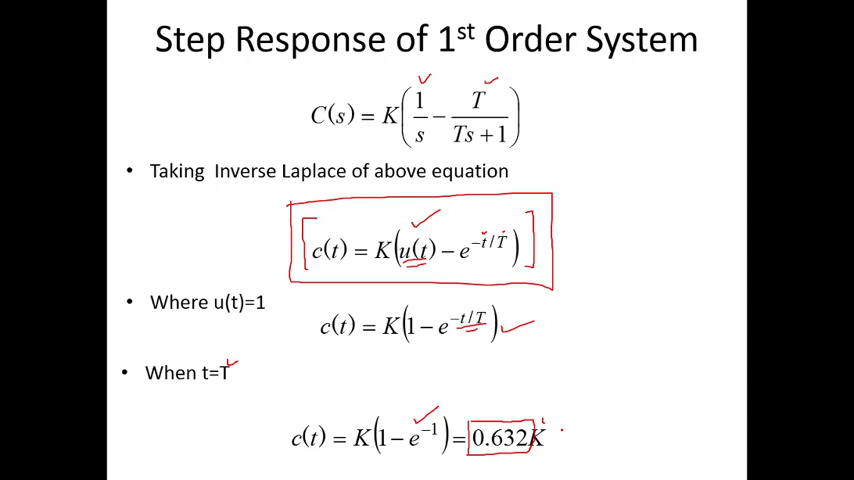 Step Response of 1st Order System
C(s) = K(1/s − T/(Ts + 1))
• Taking Inverse Laplace of above equation
c(t) = K(u(t) − e^{−t/T})
• Where u(t)=1
c(t) = K(1 − e^{−t/T})
• When t=T
c(t) = K(1 − e^{−1}) = 0.632K